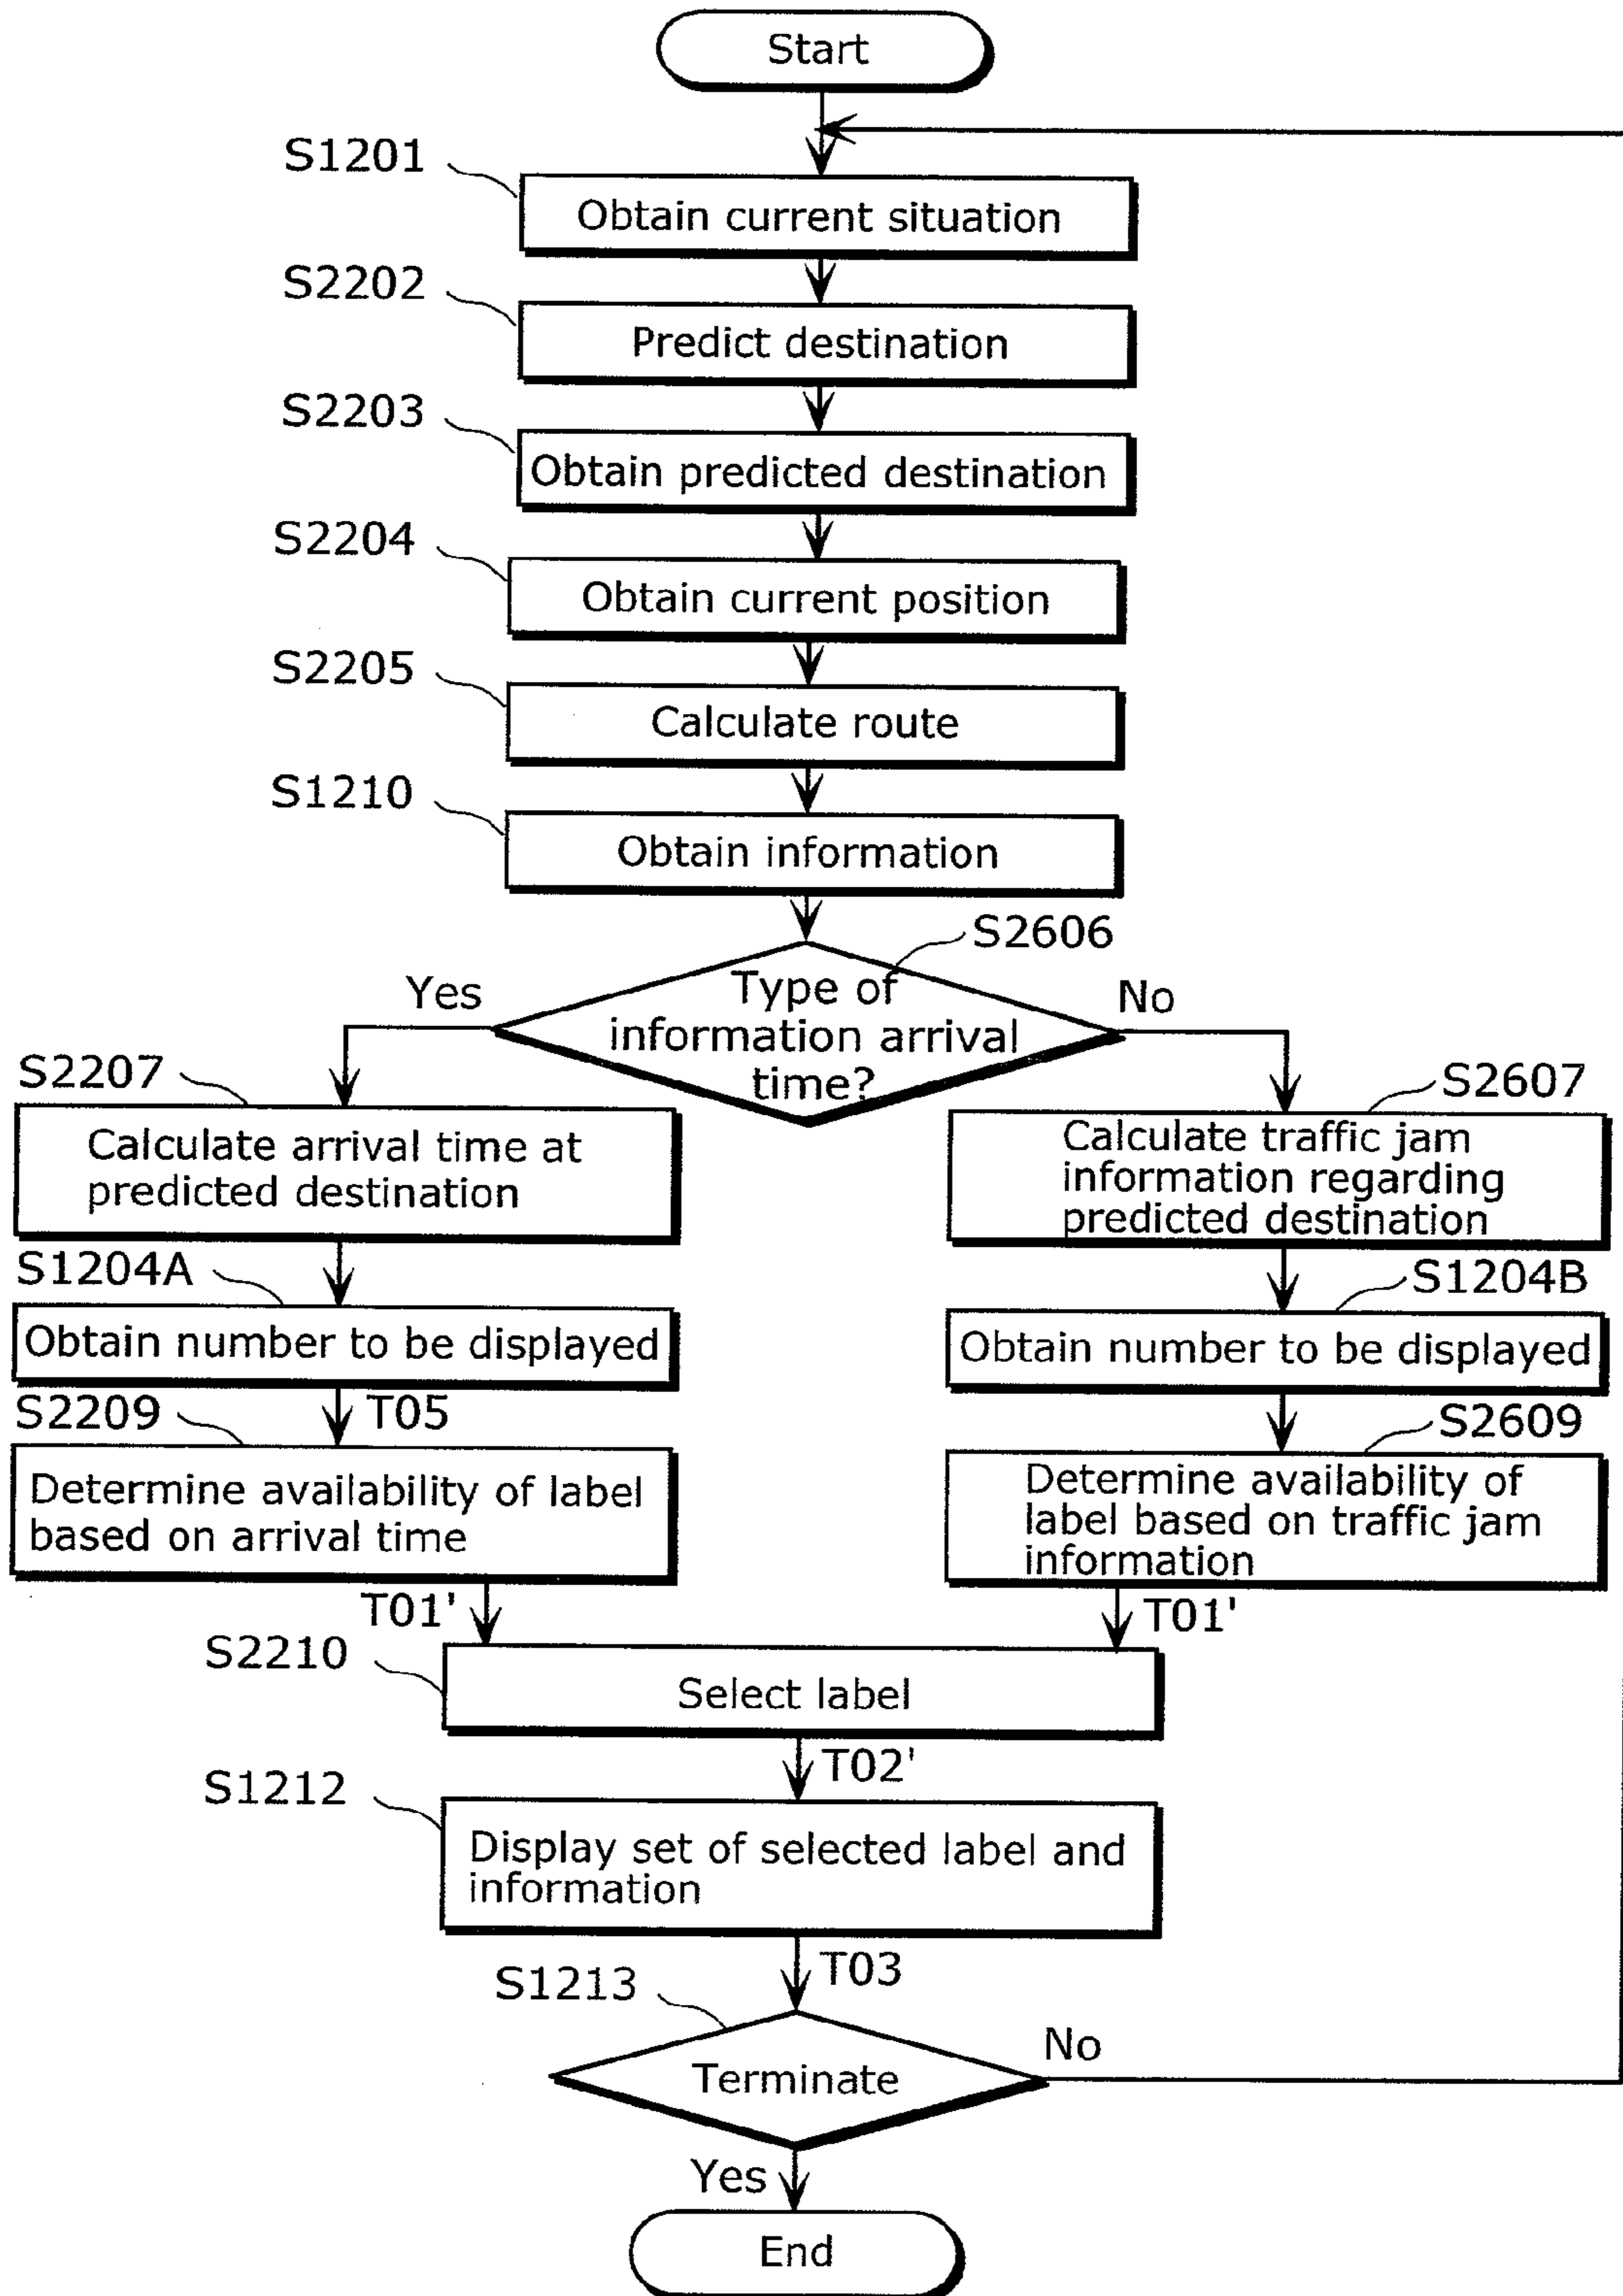 Start
S1201
Obtain current situation
S2202
Predict destination
S2203
Obtain predicted destination
S2204
Obtain current position
S2205
Calculate route
S1210
Obtain information
S2606
Type of
information arrival
time?
Yes
No
S2207
Calculate arrival time at
predicted destination
S2607
Calculate traffic jam
information regarding
predicted destination
S1204A
Obtain number to be displayed
S1204B
Obtain number to be displayed
T05
S2209
Determine availability of label
based on arrival time
S2609
Determine availability of
label based on traffic jam
information
T01'
T01'
S2210
Select label
T02'
S1212
Display set of selected label and
information
T03
S1213
Terminate
No
Yes
End